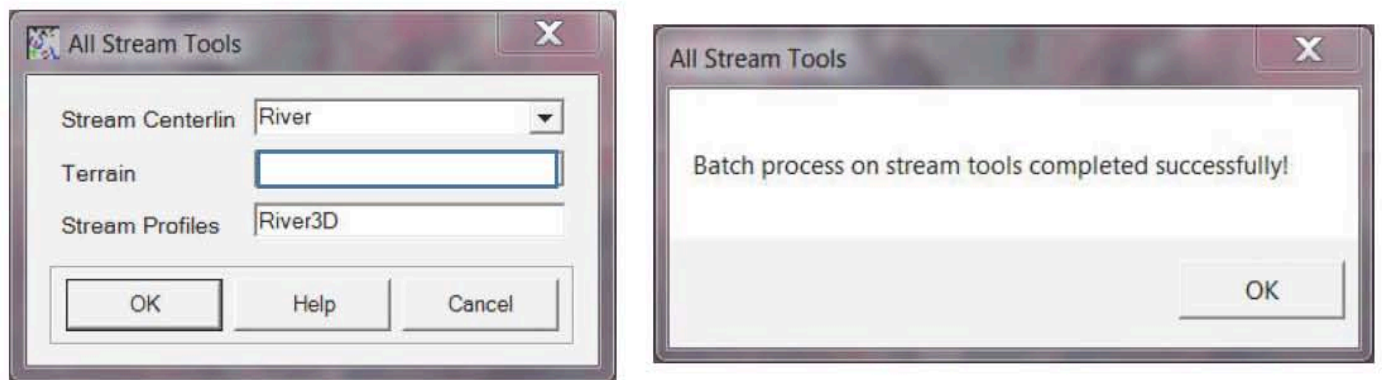 All Stream Tools
Stream Centerlin River
Terrain
Stream Profiles River3D
OK Help Cancel
All Stream Tools
Batch process on stream tools completed successfully!
OK